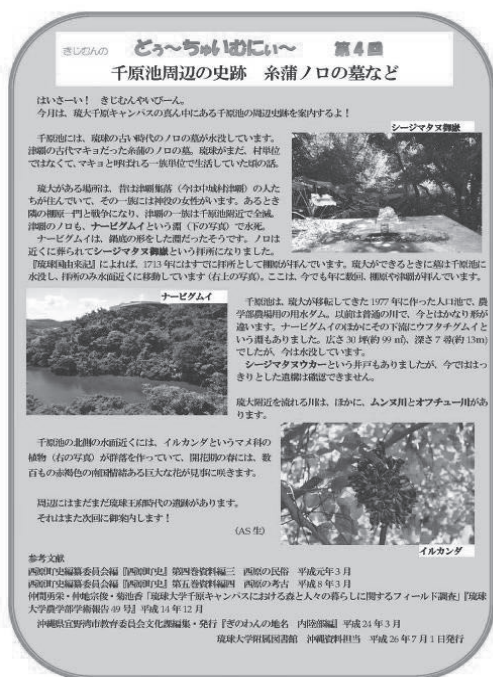 きじむんの どぅ~ちゅいむにぃ~ 第4回
千原池周辺の史跡 糸蒲ノロの墓など
はいさーい! きじむんやいびーん。
今月は、琉大千原キャンパスの真ん中にある千原池の周辺史跡を案内するよ!
千原池には、琉球の古い時代のノロの墓が水没しています。
津覇の古代マキョだった糸蒲のノロの墓。琉球がまだ、村単位
ではなくて、マキョと呼ばれる一族単位で生活していた頃の話。
シージマタヌ御嶽
琉大がある場所は、昔は津覇集落(今は中城村津覇)の人た
ちが住んでいて、その一族には神役の女性がいます。あるとき
隣の棚原一門と戦争になり、津覇の一族は千原池附近で全滅。
津覇のノロも、ナービグムイという淵(下の写真)で水死。
ナービグムイは、鍋底の形をした淵だったそうです。ノロは
近くに葬られてシージマタヌ御嶽という拝所になりました。
『琉球国由来記』によれば、1713年にはすでに拝所として棚原が拝んでいます。琉大ができるときに墓は千原池に
水没し、拝所のみ水面近くに移動しています(右上の写真)。ここは、今でも年に数回、棚原や津覇が拝んでいます。
ナービグムイ
千原池は、琉大が移転してきた1977年に作った人口池で、農
学部農場用の用水ダム。以前は普通の川で、今とはかなり形が
違います。ナービグムイのほかにその下流にウフタチグムイと
いう淵もありました。広さ30坪(約99㎡)、深さ7尋(約13m)
でしたが、今は水没しています。
シージマタヌウカーという井戸もありましたが、今でははっ
きりとした遺構は確認できません。
琉大附近を流れる川は、ほかに、ムンヌ川とオフチュー川があ
ります。
千原池の北側の水面近くには、イルカンダというマメ科の
植物(右の写真)が群落を作っていて、開花期の春には、数
百もの赤褐色の南国情緒ある巨大な花が見事に咲きます。
周辺にはまだまだ琉球王府時代の遺跡があります。
それはまた次回に御案内します!
(AS生)
イルカンダ
参考文献
西原町史編纂委員会編『西原町史』第四巻資料編三 西原の民俗 平成元年3月
西原町史編纂委員会編『西原町史』第五巻資料編四 西原の考古 平成8年3月
仲間勇栄・仲地宗俊・菊池香「琉球大学千原キャンパスにおける森と人々の暮らしに関するフィールド調査」『琉球
大学農学部学術報告49号』平成14年12月
沖縄県宜野湾市教育委員会文化課編集・発行『ぎのわんの地名 内陸部編』平成24年3月
琉球大学附属図書館 沖縄資料担当 平成26年7月1日発行